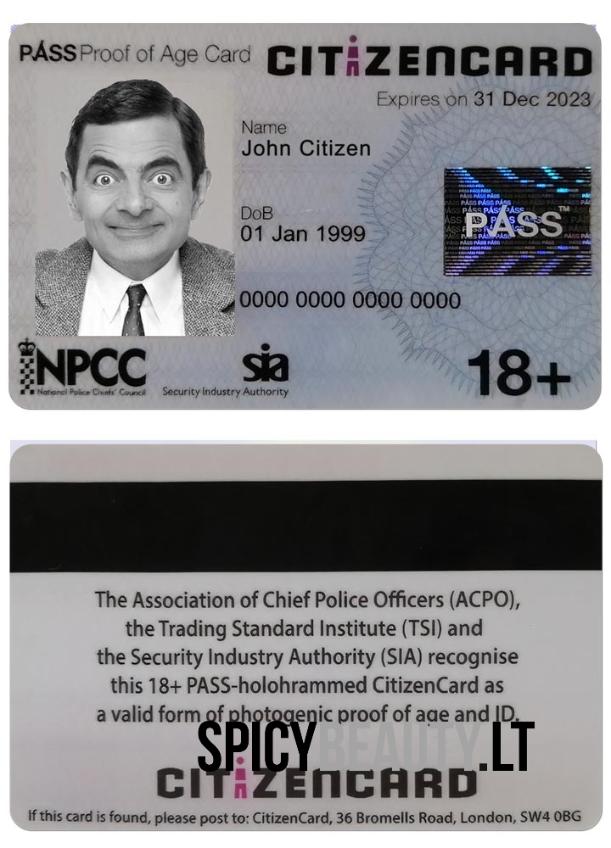 PÁSS Proof of Age Card CITIZENCARD
Expires on 31 Dec 2023
Name
John Citizen
DoB
01 Jan 1999
PÁSS™
0000 0000 0000 0000
NPCC
National Police Chiefs' Council
sia
Security Industry Authority
18+
The Association of Chief Police Officers (ACPO),
the Trading Standard Institute (TSI) and
the Security Industry Authority (SIA) recognise
this 18+ PASS-holohrammed CitizenCard as
a valid form of photogenic proof of age and ID.
SPICYBEAUTY.LT
CITIZENCARD
If this card is found, please post to: CitizenCard, 36 Bromells Road, London, SW4 0BG